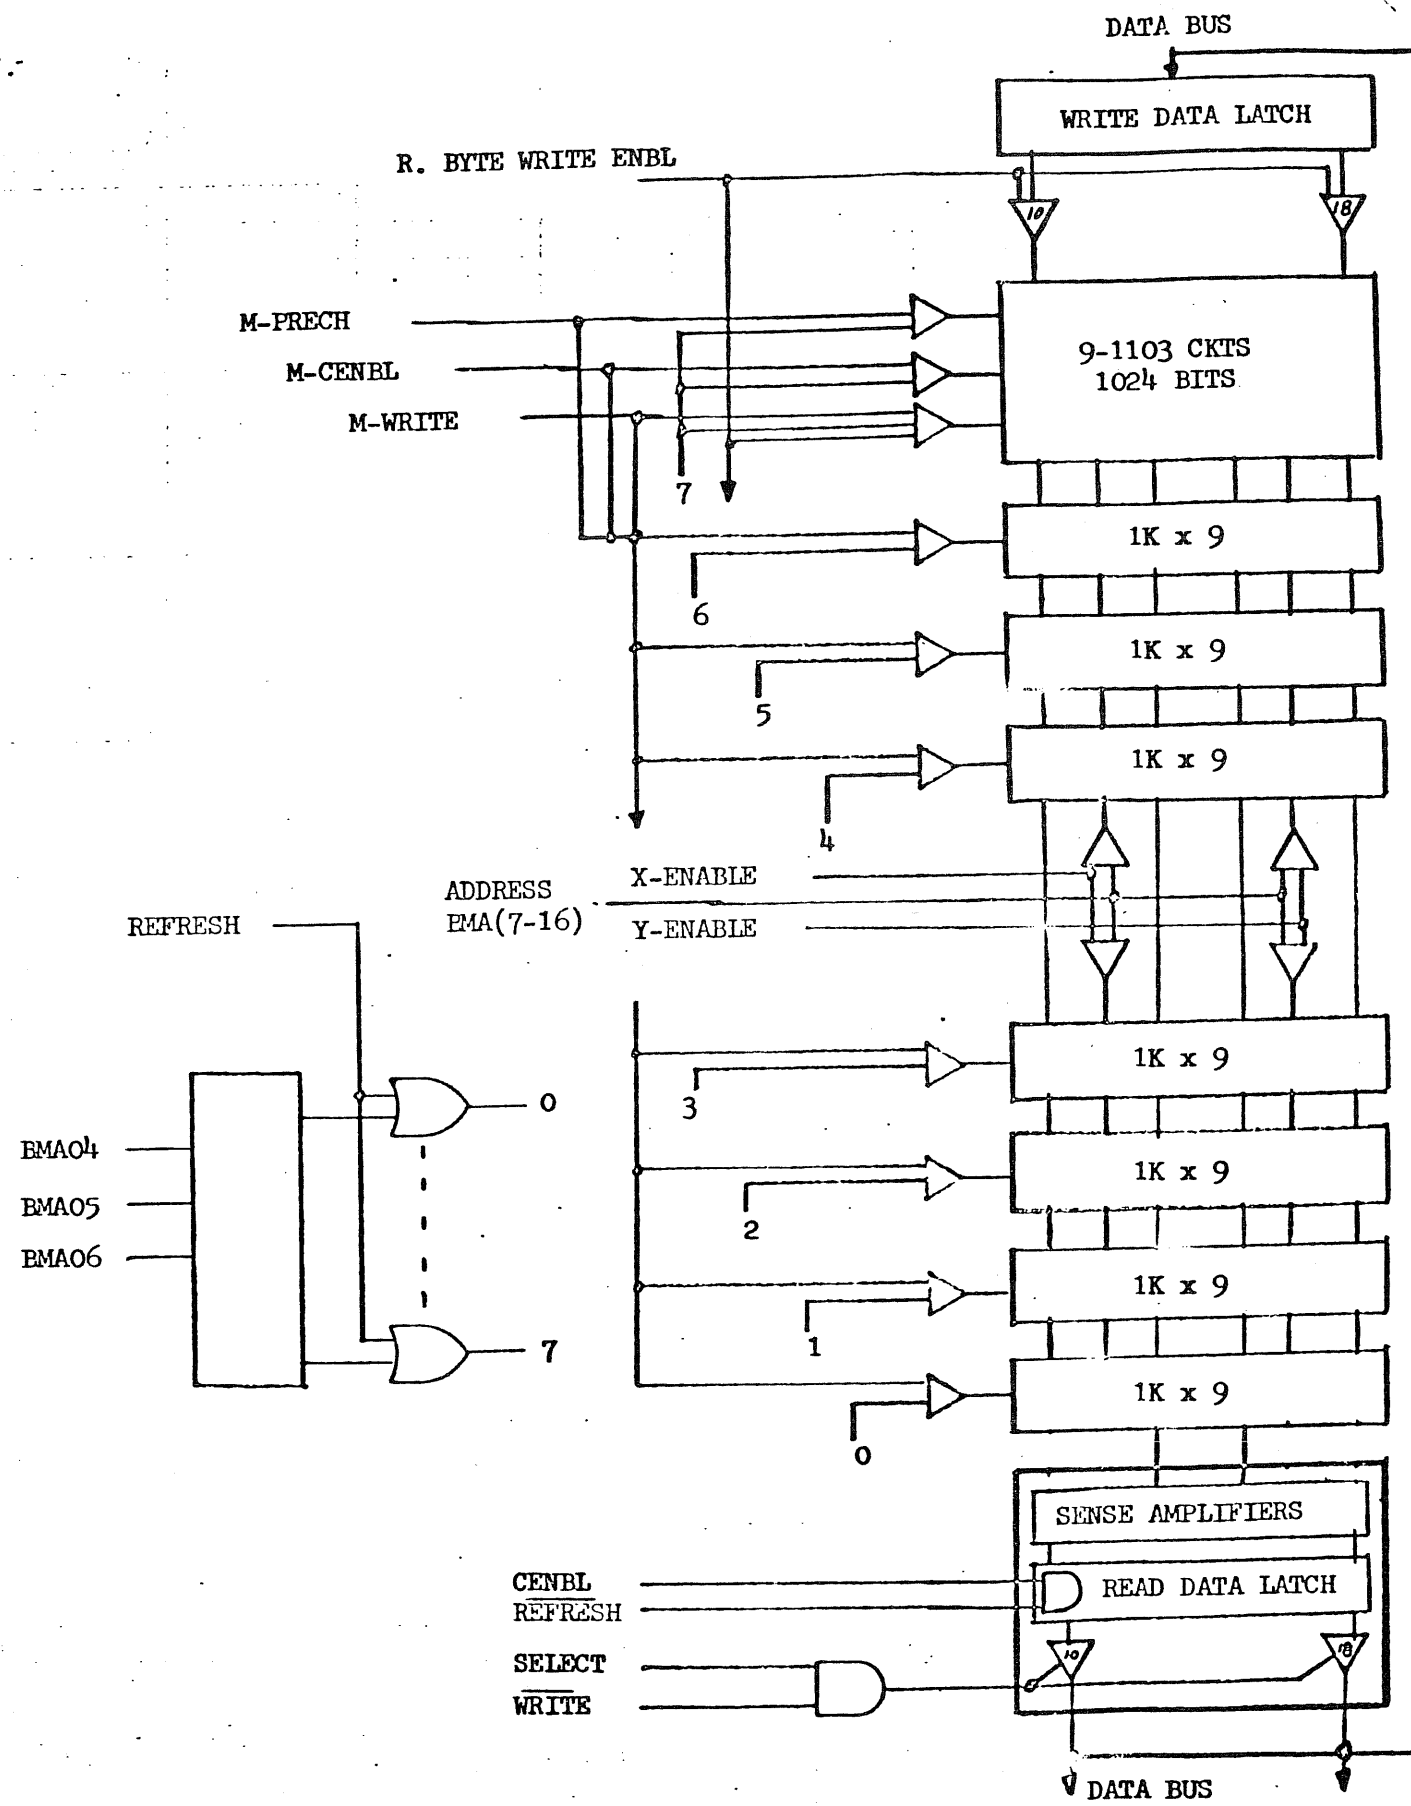 DATA BUS
WRITE DATA LATCH
R. BYTE WRITE ENBL
10
18
M-PRECH
M-CENBL
M-WRITE
9-1103 CKTS
1024 BITS
7
1K x 9
6
1K x 9
5
1K x 9
4
X-ENABLE
ADDRESS
BMA(7-16)
Y-ENABLE
REFRESH
1K x 9
3
0
BMA04
BMA05
BMA06
1K x 9
2
1K x 9
1
7
1K x 9
0
SENSE AMPLIFIERS
CENBL
REFRESH
READ DATA LATCH
SELECT
WRITE
10
18
DATA BUS